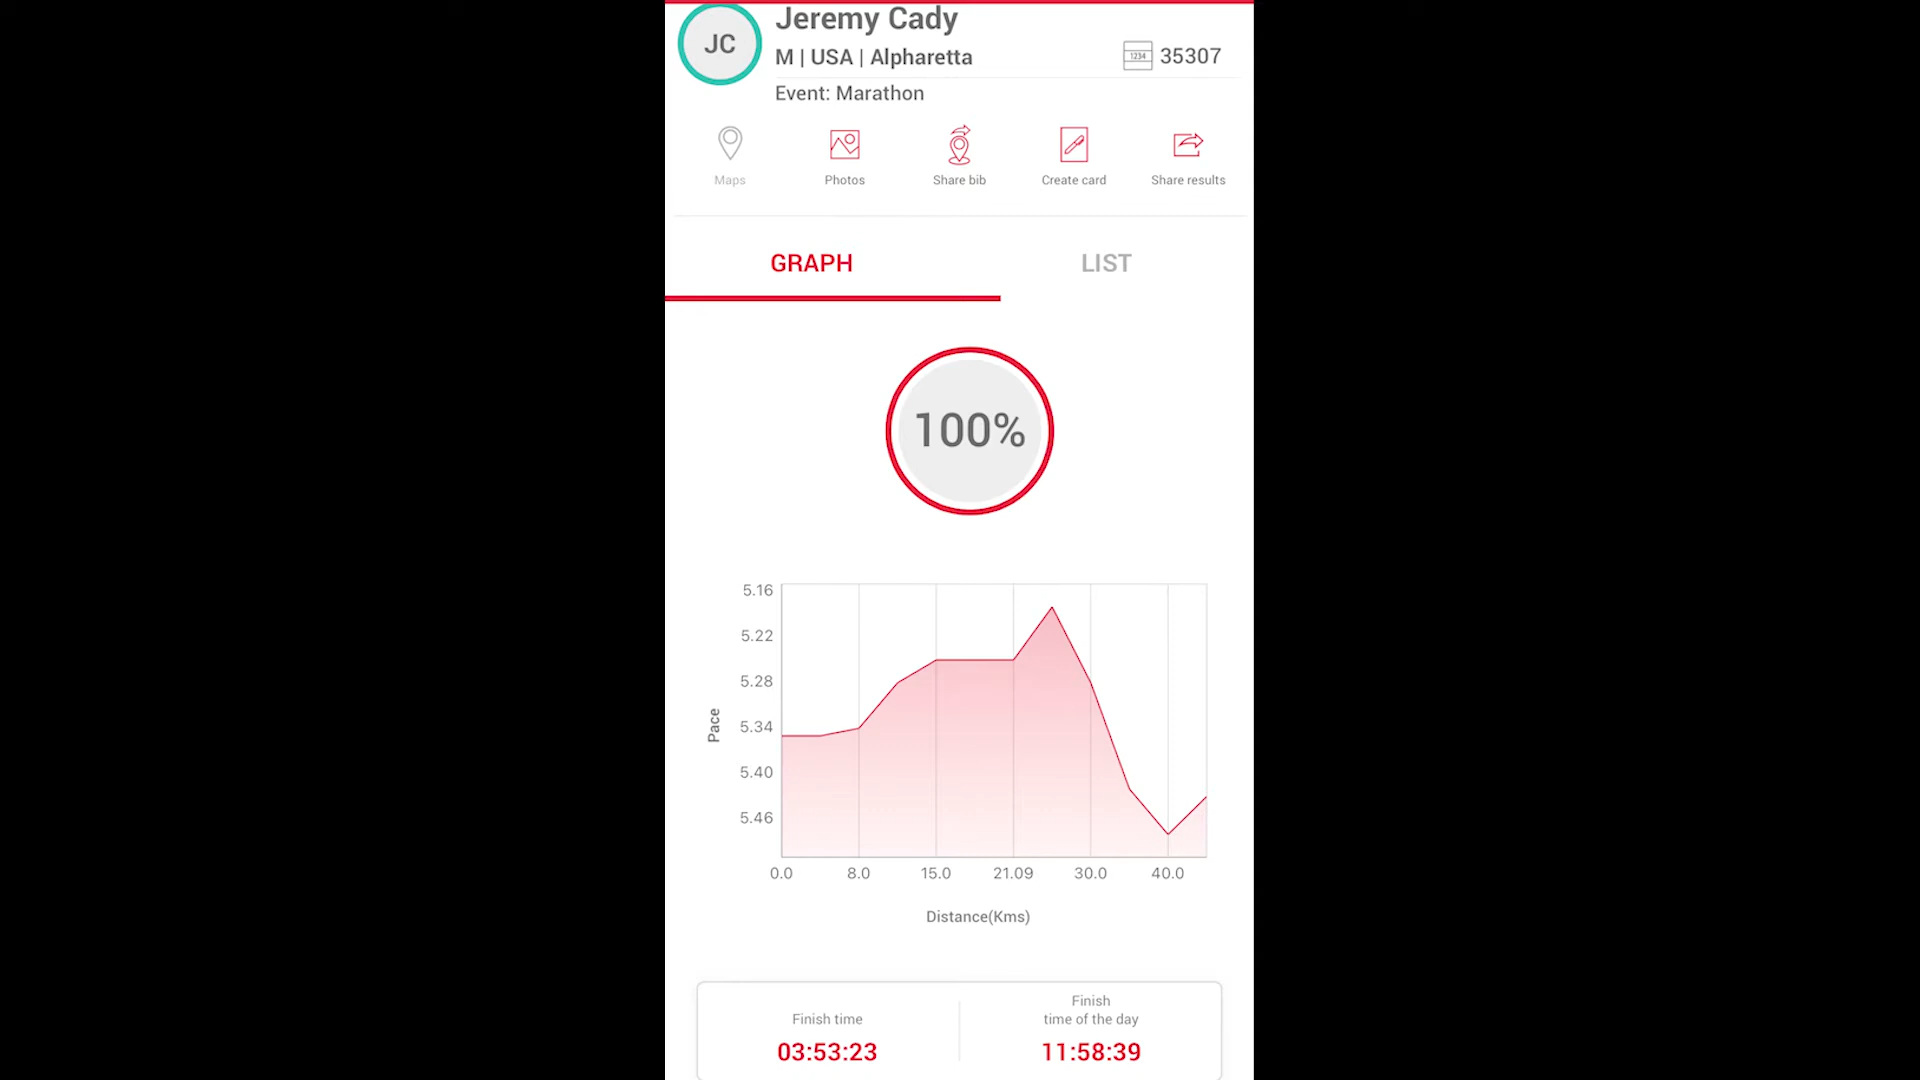 Jeremy Cady
JC
M | USA | Alpharetta
1234 35307
Event: Marathon
Maps
Photos
Share bib
Create card
Share results
GRAPH
LIST
100%
5.16
5.22
5.28
5.34
5.40
5.46
Pace
0.0 8.0 15.0 21.09 30.0 40.0
Distance(Kms)
Finish time
03:53:23
Finish
time of the day
11:58:39